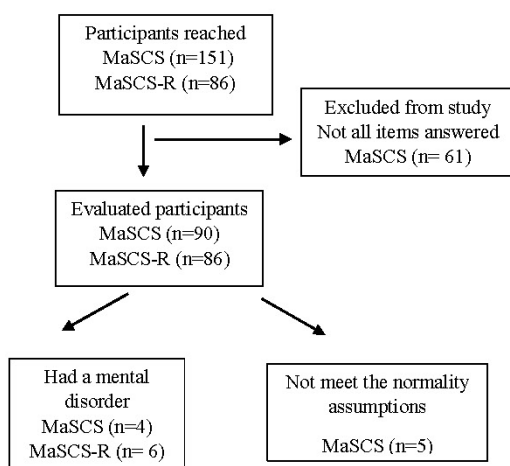 Participants reached
MaSCS (n=151)
MaSCS-R (n=86)
Excluded from study
Not all items answered
MaSCS (n= 61)
Evaluated participants
MaSCS (n=90)
MaSCS-R (n=86)
Had a mental
disorder
MaSCS (n=4)
MaSCS-R (n= 6)
Not meet the normality
assumptions
MaSCS (n=5)